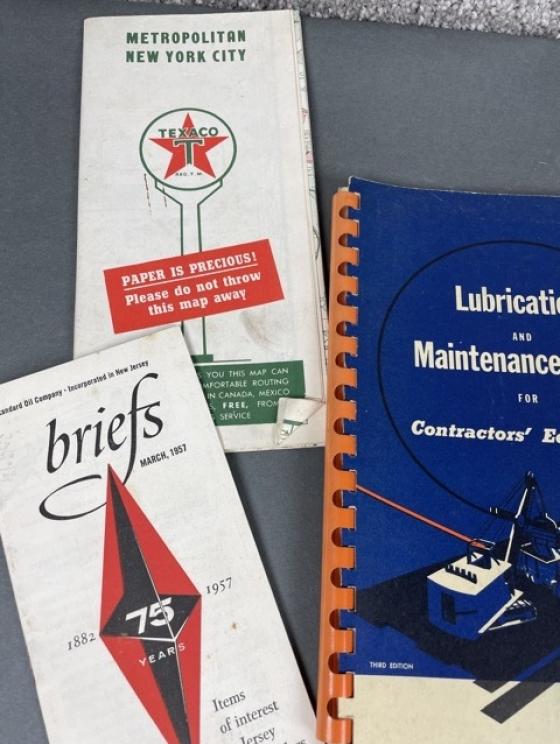 METROPOLITAN
NEW YORK CITY
TEXACO
T
REG. T. M.
PAPER IS PRECIOUS!
Please do not throw
this map away
YOU THIS MAP CAN
ROUTING
IN CANADA, MEXICO
FREE, FROM
SERVICE
Standard Oil Company • Incorporated in New Jersey
briefs
MARCH, 1957
1882
75
YEARS
1957
Items
of interest
Jersey
Lubricatio
AND
Maintenance
FOR
Contractors'
THIRD EDITION